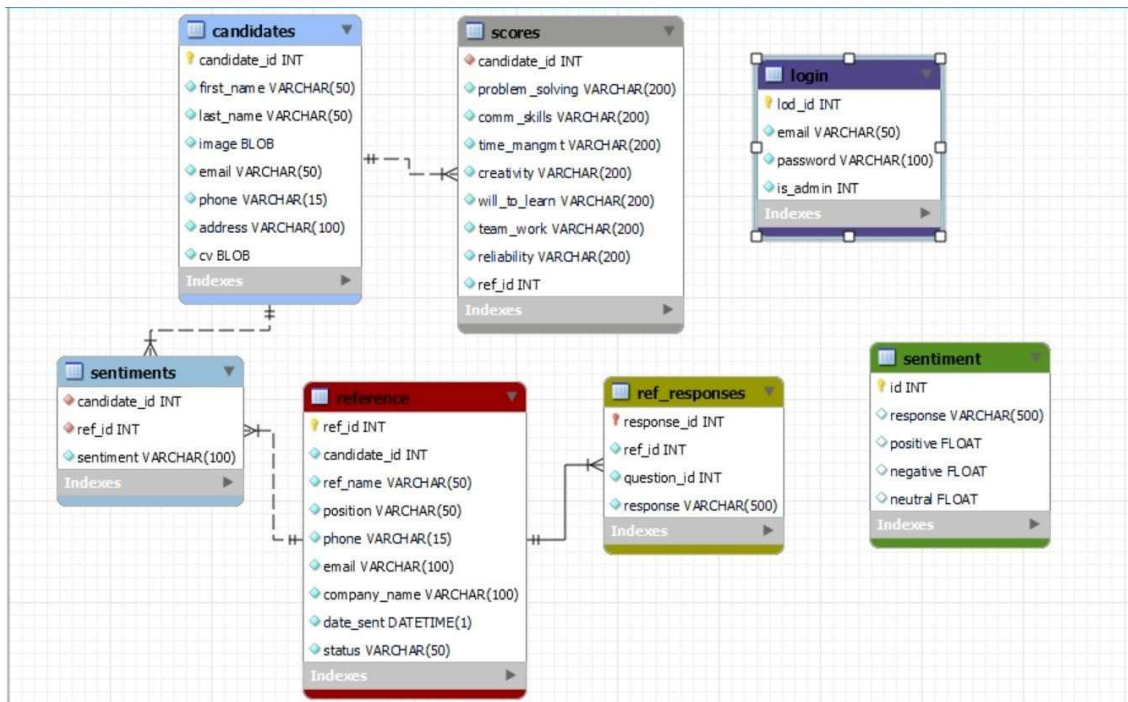 candidates
candidate_id INT
first_name VARCHAR(50)
last_name VARCHAR(50)
image BLOB
email VARCHAR(50)
phone VARCHAR(15)
address VARCHAR(100)
cv BLOB
Indexes
scores
candidate_id INT
problem_solving VARCHAR(200)
comm_skills VARCHAR(200)
time_mangmt VARCHAR(200)
creativity VARCHAR(200)
will_to_learn VARCHAR(200)
team_work VARCHAR(200)
reliability VARCHAR(200)
ref_id INT
Indexes
login
lod_id INT
email VARCHAR(50)
password VARCHAR(100)
is_admin INT
Indexes
sentiments
candidate_id INT
ref_id INT
sentiment VARCHAR(100)
Indexes
reference
ref_id INT
candidate_id INT
ref_name VARCHAR(50)
position VARCHAR(50)
phone VARCHAR(15)
email VARCHAR(100)
company_name VARCHAR(100)
date_sent DATETIME(1)
status VARCHAR(50)
Indexes
ref_responses
response_id INT
ref_id INT
question_id INT
response VARCHAR(500)
Indexes
sentiment
id INT
response VARCHAR(500)
positive FLOAT
negative FLOAT
neutral FLOAT
Indexes